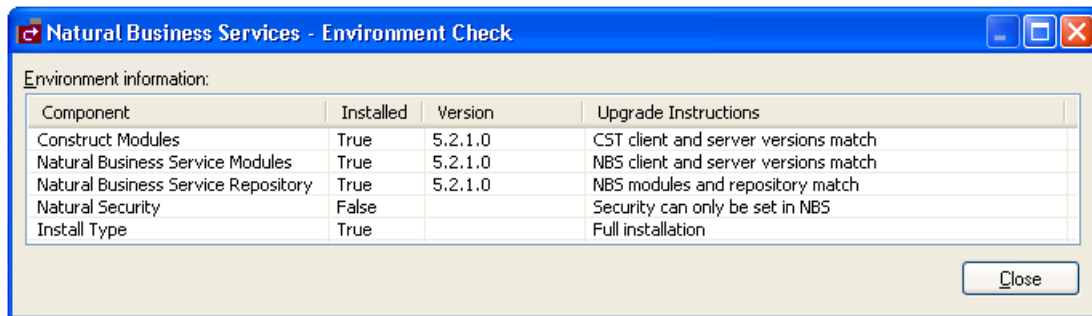 Natural Business Services - Environment Check
Environment information:
Component Installed Version Upgrade Instructions
Construct Modules True 5.2.1.0 CST client and server versions match
Natural Business Service Modules True 5.2.1.0 NBS client and server versions match
Natural Business Service Repository True 5.2.1.0 NBS modules and repository match
Natural Security False Security can only be set in NBS
Install Type True Full installation
Close